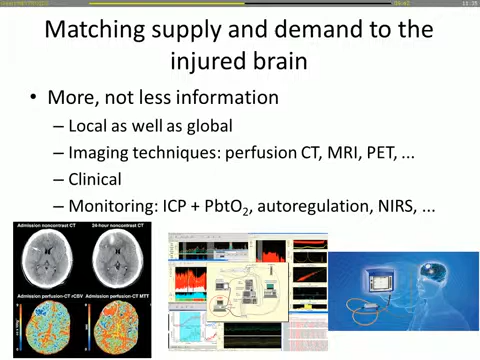 Matching supply and demand to the
injured brain
• More, not less information
– Local as well as global
– Imaging techniques: perfusion CT, MRI, PET, ...
– Clinical
– Monitoring: ICP + PbtO₂, autoregulation, NIRS, ...
Admission noncontrast CT
24-hour noncontrast CT
Admission perfusion-CT rCBV
Admission perfusion-CT MTT